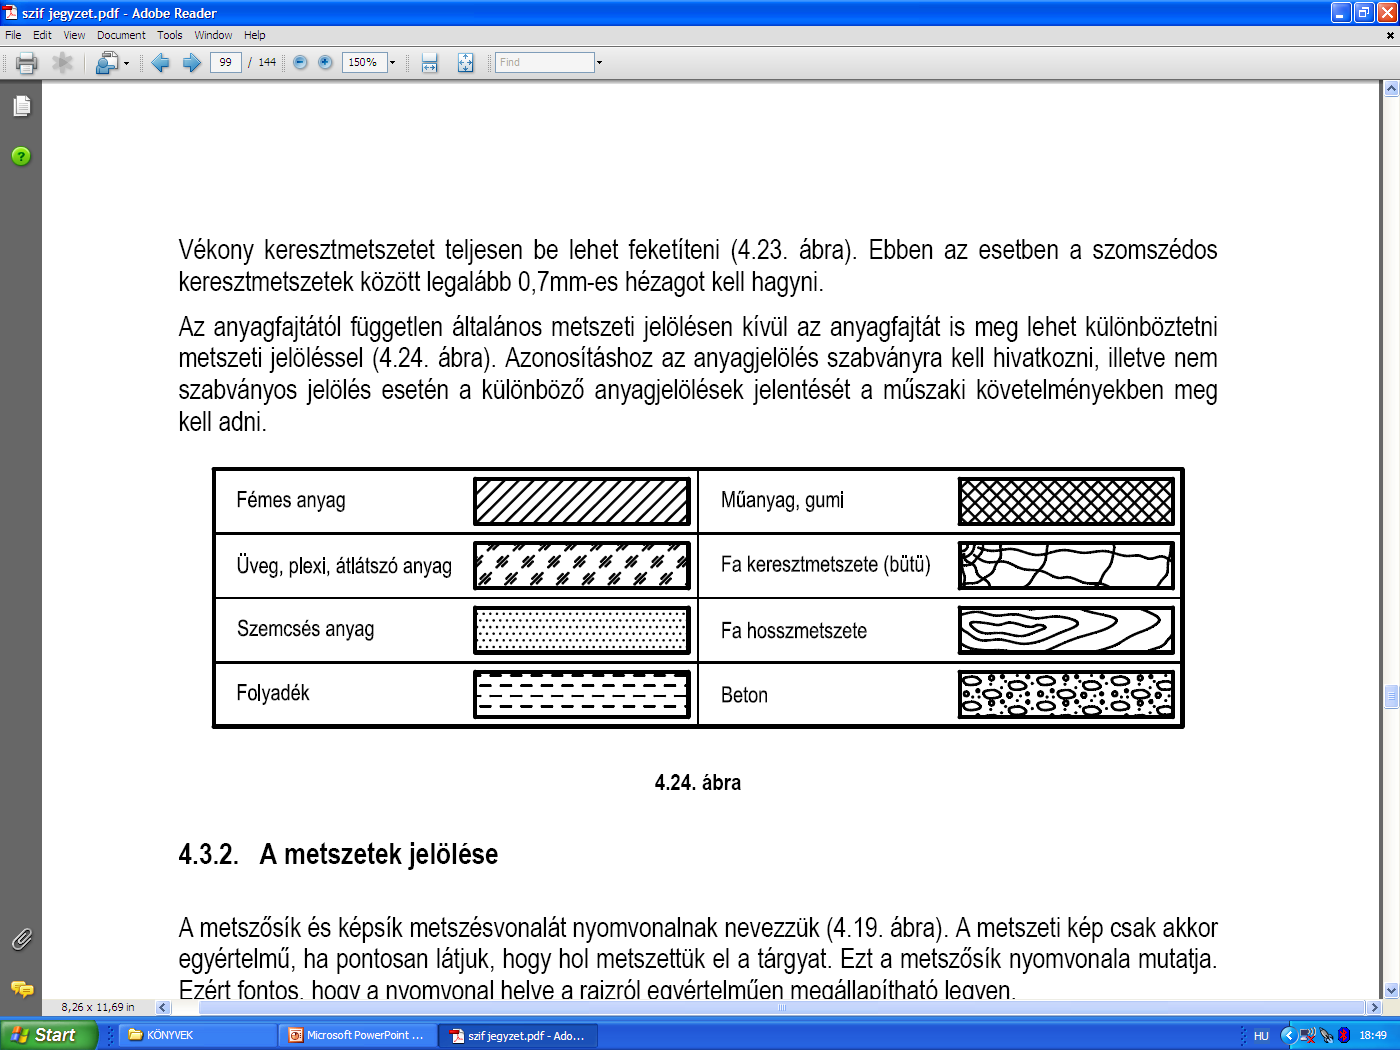 szif jegyzet.pdf - Adobe Reader
File Edit View Document Tools Window Help
99 / 144 150% Find
Vékony keresztmetszetet teljesen be lehet feketíteni (4.23. ábra). Ebben az esetben a szomszédos
keresztmetszetek között legalább 0,7mm-es hézagot kell hagyni.
Az anyagfajtától független általános metszeti jelölésen kívül az anyagfajtát is meg lehet különböztetni
metszeti jelöléssel (4.24. ábra). Azonosításhoz az anyagjelölés szabványra kell hivatkozni, illetve nem
szabványos jelölés esetén a különböző anyagjelölések jelentését a műszaki követelményekben meg
kell adni.
Fémes anyag
Műanyag, gumi
Üveg, plexi, átlátszó anyag
Fa keresztmetszete (bütü)
Szemcsés anyag
Fa hosszmetszete
Folyadék
Beton
4.24. ábra
4.3.2. A metszetek jelölése
A metszősík és képsík metszésvonalát nyomvonalnak nevezzük (4.19. ábra). A metszeti kép csak akkor
egyértelmű, ha pontosan látjuk, hogy hol metszettük el a tárgyat. Ezt a metszősík nyomvonala mutatja.
Ezért fontos, hogy a nyomvonal helye a rajzról egyértelműen megállapítható legyen.
8,26 x 11,69 in
Start KÖNYVEK Microsoft PowerPoint ... szif jegyzet.pdf - Ado... HU 18:49